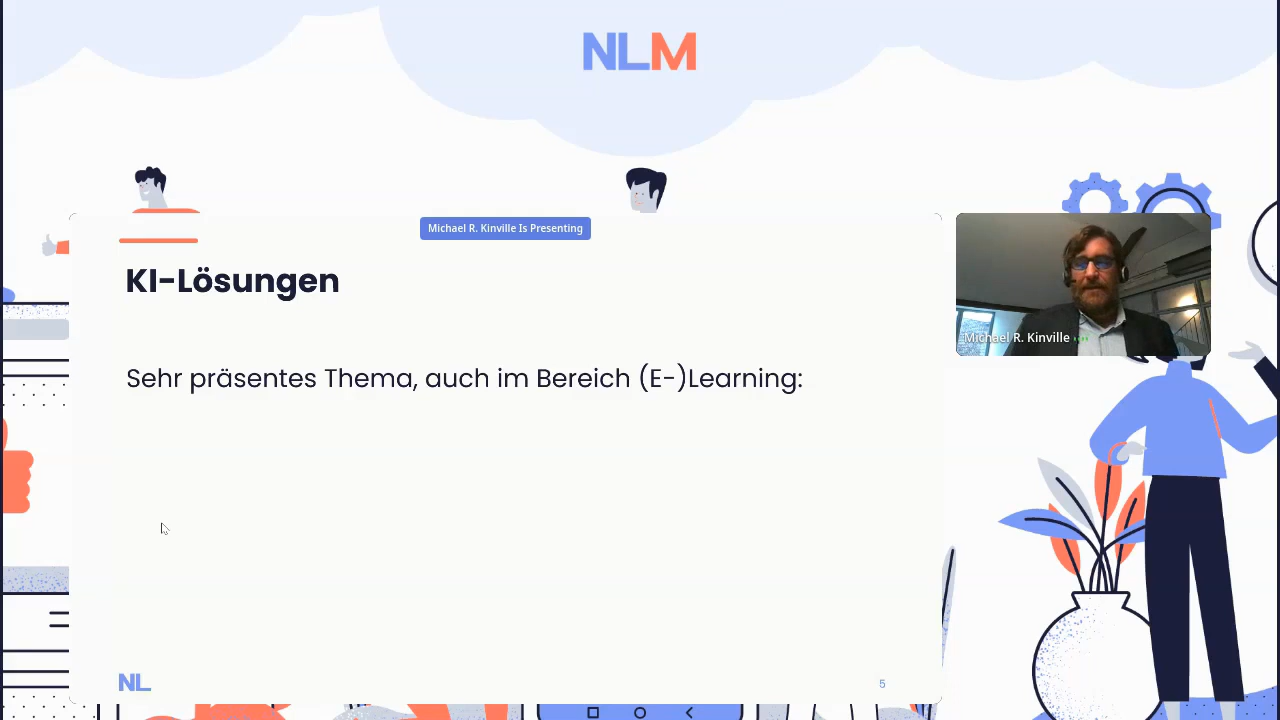 NLM
Michael R. Kinville Is Presenting
KI-Lösungen
Michael R. Kinville
Sehr präsentes Thema, auch im Bereich (E-)Learning:
NL
5